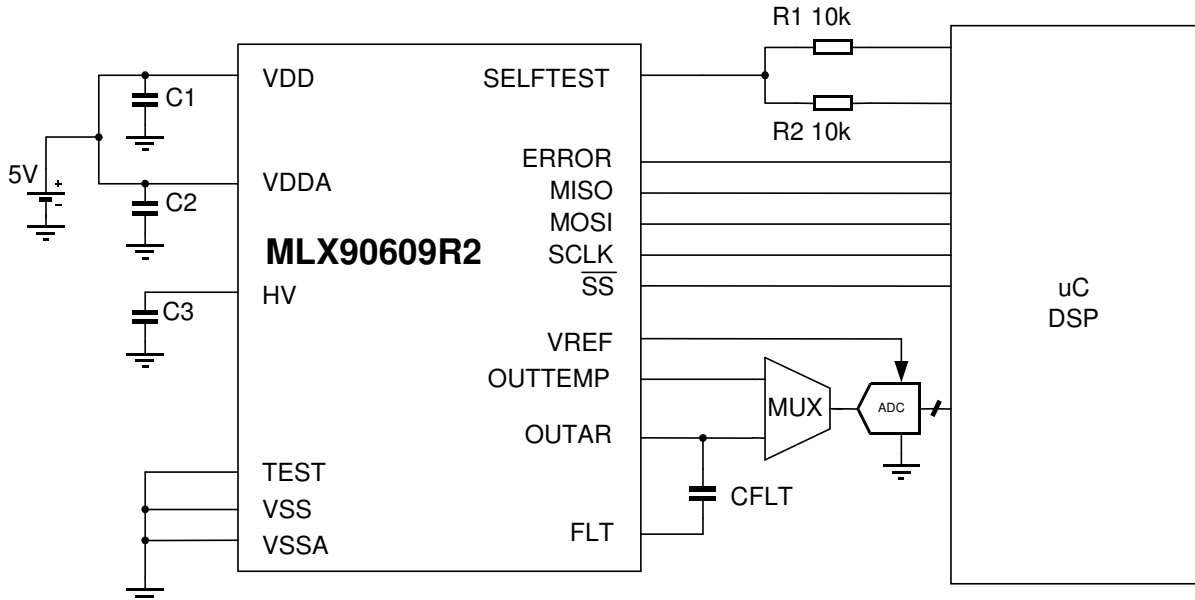 R1 10k
VDD
SELFTEST
C1
R2 10k
5V
+
-
VDDA
ERROR
C2
MISO
MOSI
MLX90609R2
SCLK
SS
HV
C3
uC
DSP
VREF
OUTTEMP
MUX
ADC
OUTAR
TEST
CFLT
VSS
FLT
VSSA